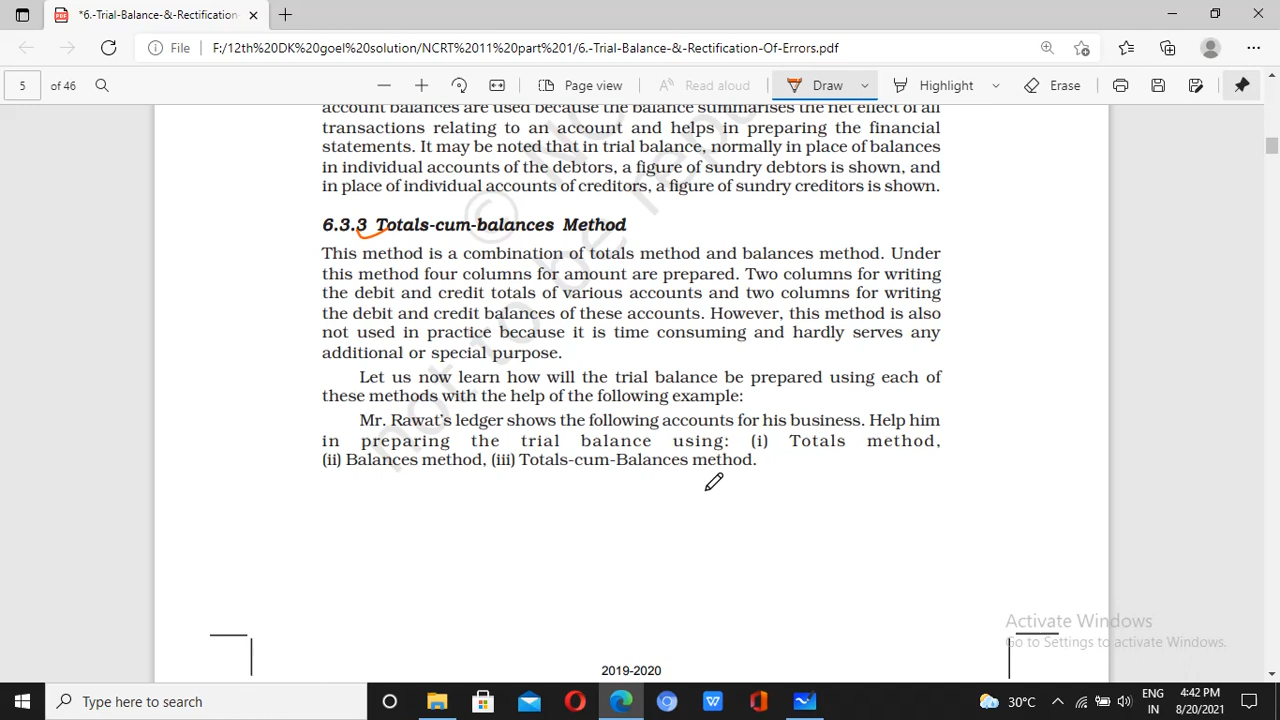 *6.-Trial-Balance-&-Rectification-
File
F:/12th%20DK%20goel%20solution/NCRT%2011%20part%201/6.-Trial-Balance-&-Rectification-Of-Errors.pdf
5 of 46
Page view
Read aloud
Draw
Highlight
Erase
account balances are used because the balance summarises the net effect of all
transactions relating to an account and helps in preparing the financial
statements. It may be noted that in trial balance, normally in place of balances
in individual accounts of the debtors, a figure of sundry debtors is shown, and
in place of individual accounts of creditors, a figure of sundry creditors is shown.
6.3.3 Totals-cum-balances Method
This method is a combination of totals method and balances method. Under
this method four columns for amount are prepared. Two columns for writing
the debit and credit totals of various accounts and two columns for writing
the debit and credit balances of these accounts. However, this method is also
not used in practice because it is time consuming and hardly serves any
additional or special purpose.
Let us now learn how will the trial balance be prepared using each of
these methods with the help of the following example:
Mr. Rawat's ledger shows the following accounts for his business. Help him
in preparing the trial balance using: (i) Totals method,
(ii) Balances method, (iii) Totals-cum-Balances method.
2019-2020
Activate Windows
Go to Settings to activate Windows.
Type here to search
30°C
ENG
IN
4:42 PM
8/20/2021